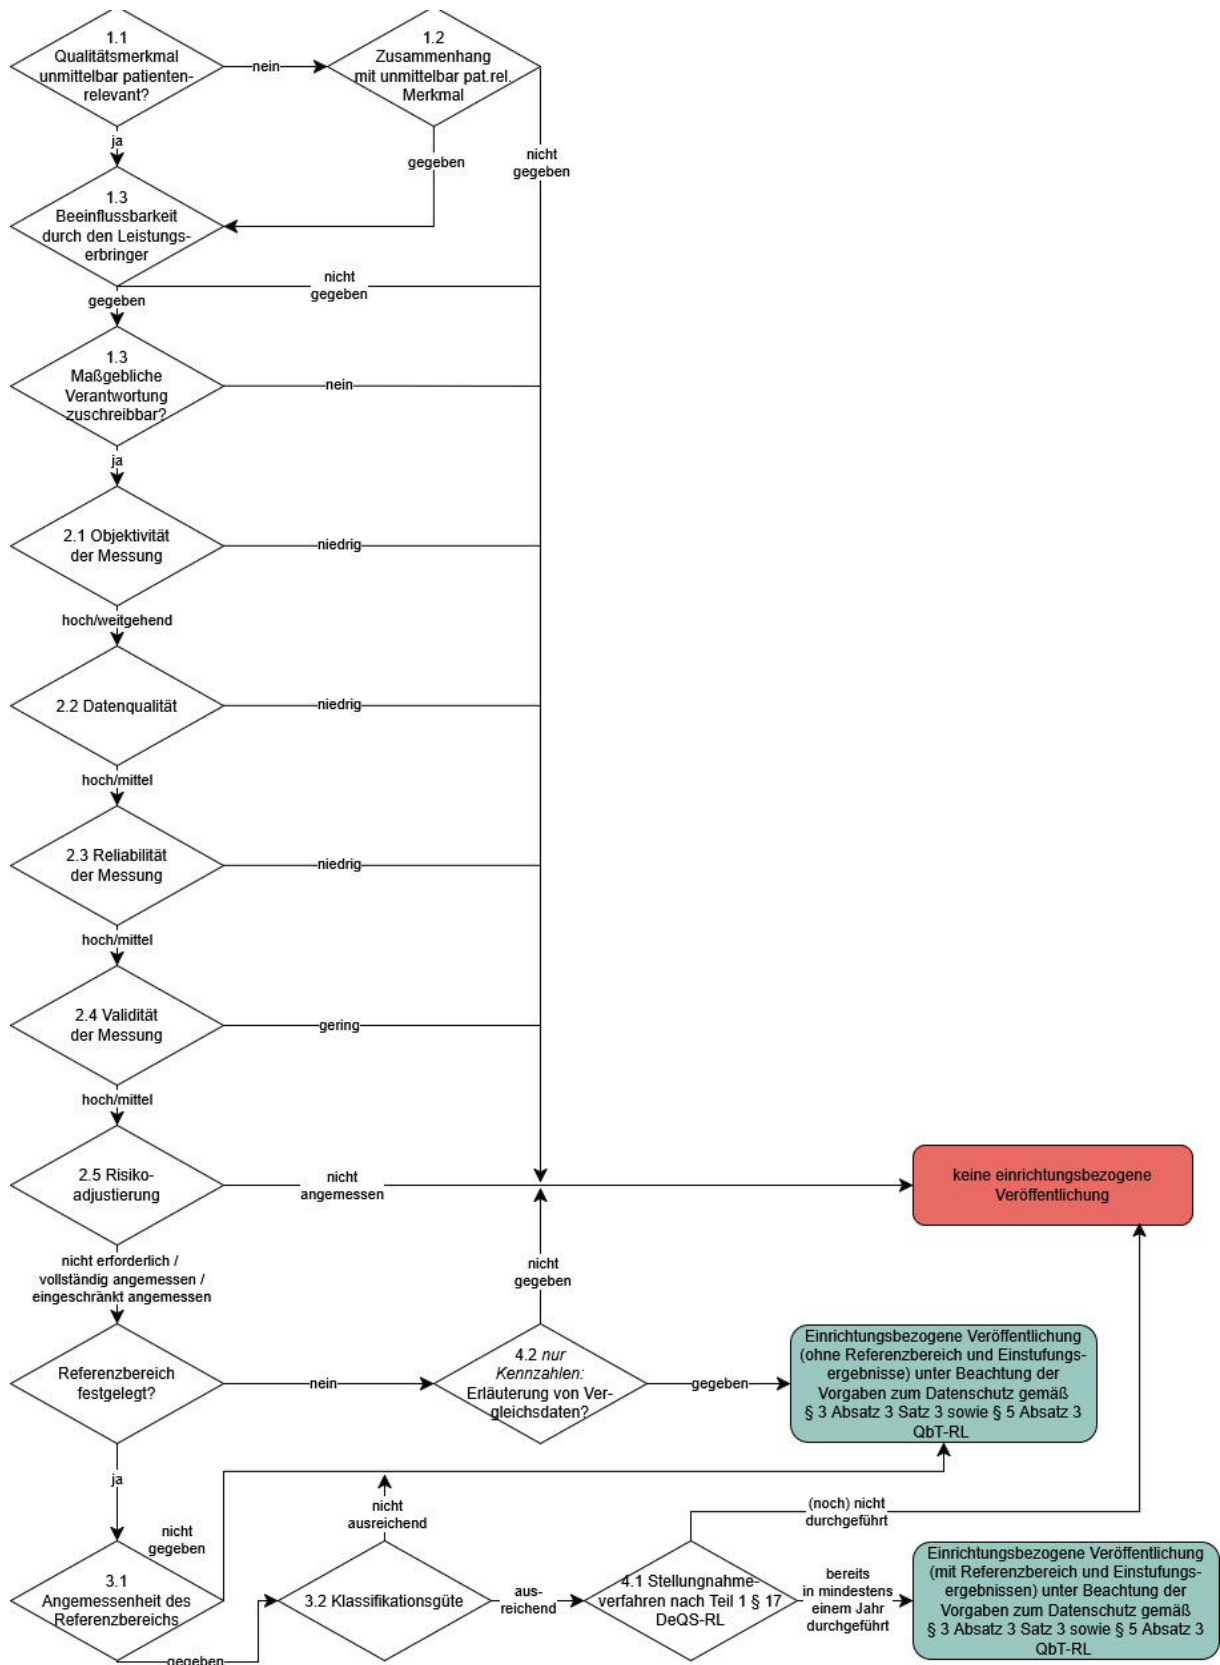 1.1
Qualitätsmerkmal
unmittelbar patienten-
relevant?
nein
1.2
Zusammenhang
mit unmittelbar pat.rel.
Merkmal
ja
gegeben
nicht
gegeben
1.3
Beeinflussbarkeit
durch den Leistungs-
erbringer
nicht
gegeben
gegeben
1.3
Maßgebliche
Verantwortung
zuschreibbar?
nein
ja
2.1 Objektivität
der Messung
niedrig
hoch/weitgehend
2.2 Datenqualität
niedrig
hoch/mittel
2.3 Reliabilität
der Messung
niedrig
hoch/mittel
2.4 Validität
der Messung
gering
hoch/mittel
2.5 Risiko-
adjustierung
nicht
angemessen
keine einrichtungsbezogene
Veröffentlichung
nicht erforderlich /
vollständig angemessen /
eingeschränkt angemessen
nicht
gegeben
Referenzbereich
festgelegt?
nein
4.2 nur
Kennzahlen:
Erläuterung von Ver-
gleichsdaten?
gegeben
Einrichtungsbezogene Veröffentlichung
(ohne Referenzbereich und Einstufungs-
ergebnisse) unter Beachtung der
Vorgaben zum Datenschutz gemäß
§ 3 Absatz 3 Satz 3 sowie § 5 Absatz 3
QbT-RL
ja
nicht
gegeben
nicht
ausreichend
(noch) nicht
durchgeführt
3.1
Angemessenheit des
Referenzbereichs
gegeben
3.2 Klassifikationsgüte
aus-
reichend
4.1 Stellungnahme-
verfahren nach Teil 1 § 17
DeQS-RL
bereits
in mindestens
einem Jahr
durchgeführt
Einrichtungsbezogene Veröffentlichung
(mit Referenzbereich und Einstufungs-
ergebnissen) unter Beachtung der
Vorgaben zum Datenschutz gemäß
§ 3 Absatz 3 Satz 3 sowie § 5 Absatz 3
QbT-RL